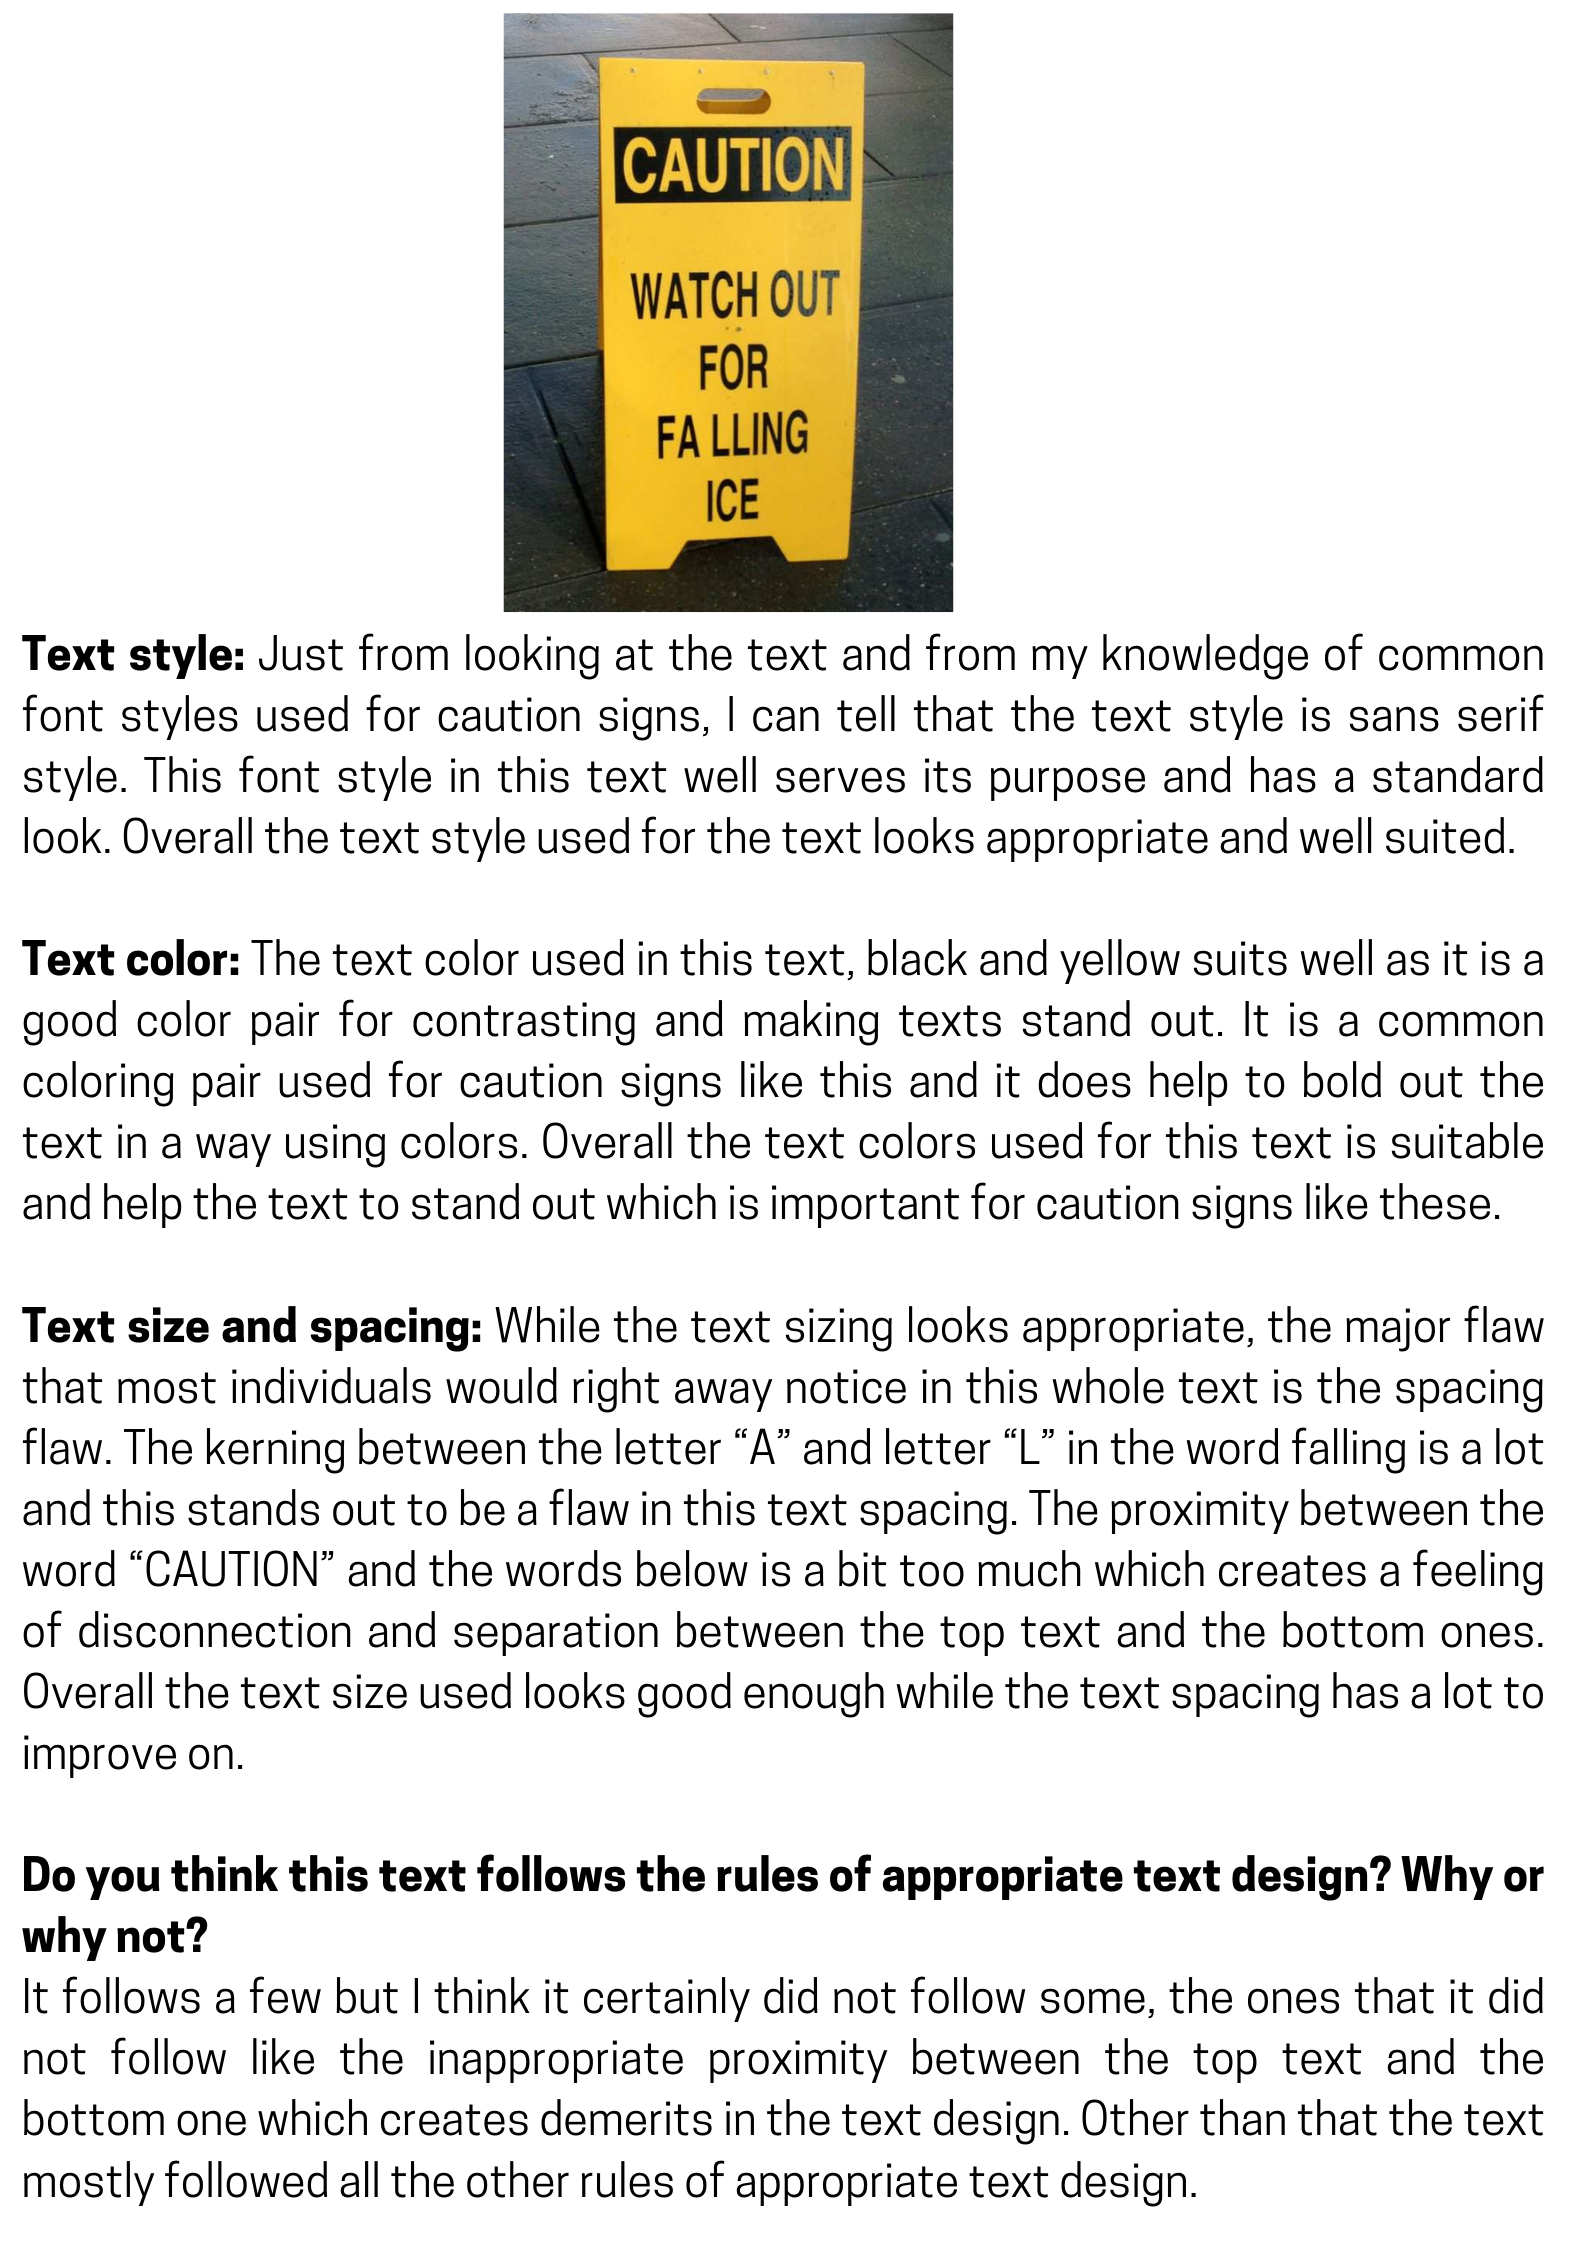 CAUTION
WATCH OUT
FOR
FA LLING
ICE
Text style: Just from looking at the text and from my knowledge of common
font styles used for caution signs, I can tell that the text style is sans serif
style. This font style in this text well serves its purpose and has a standard
look. Overall the text style used for the text looks appropriate and well suited.
Text color: The text color used in this text, black and yellow suits well as it is a
good color pair for contrasting and making texts stand out. It is a common
coloring pair used for caution signs like this and it does help to bold out the
text in a way using colors. Overall the text colors used for this text is suitable
and help the text to stand out which is important for caution signs like these.
Text size and spacing: While the text sizing looks appropriate, the major flaw
that most individuals would right away notice in this whole text is the spacing
flaw. The kerning between the letter “A” and letter “L” in the word falling is a lot
and this stands out to be a flaw in this text spacing. The proximity between the
word “CAUTION” and the words below is a bit too much which creates a feeling
of disconnection and separation between the top text and the bottom ones.
Overall the text size used looks good enough while the text spacing has a lot to
improve on.
Do you think this text follows the rules of appropriate text design? Why or
why not?
It follows a few but I think it certainly did not follow some, the ones that it did
not follow like the inappropriate proximity between the top text and the
bottom one which creates demerits in the text design. Other than that the text
mostly followed all the other rules of appropriate text design.